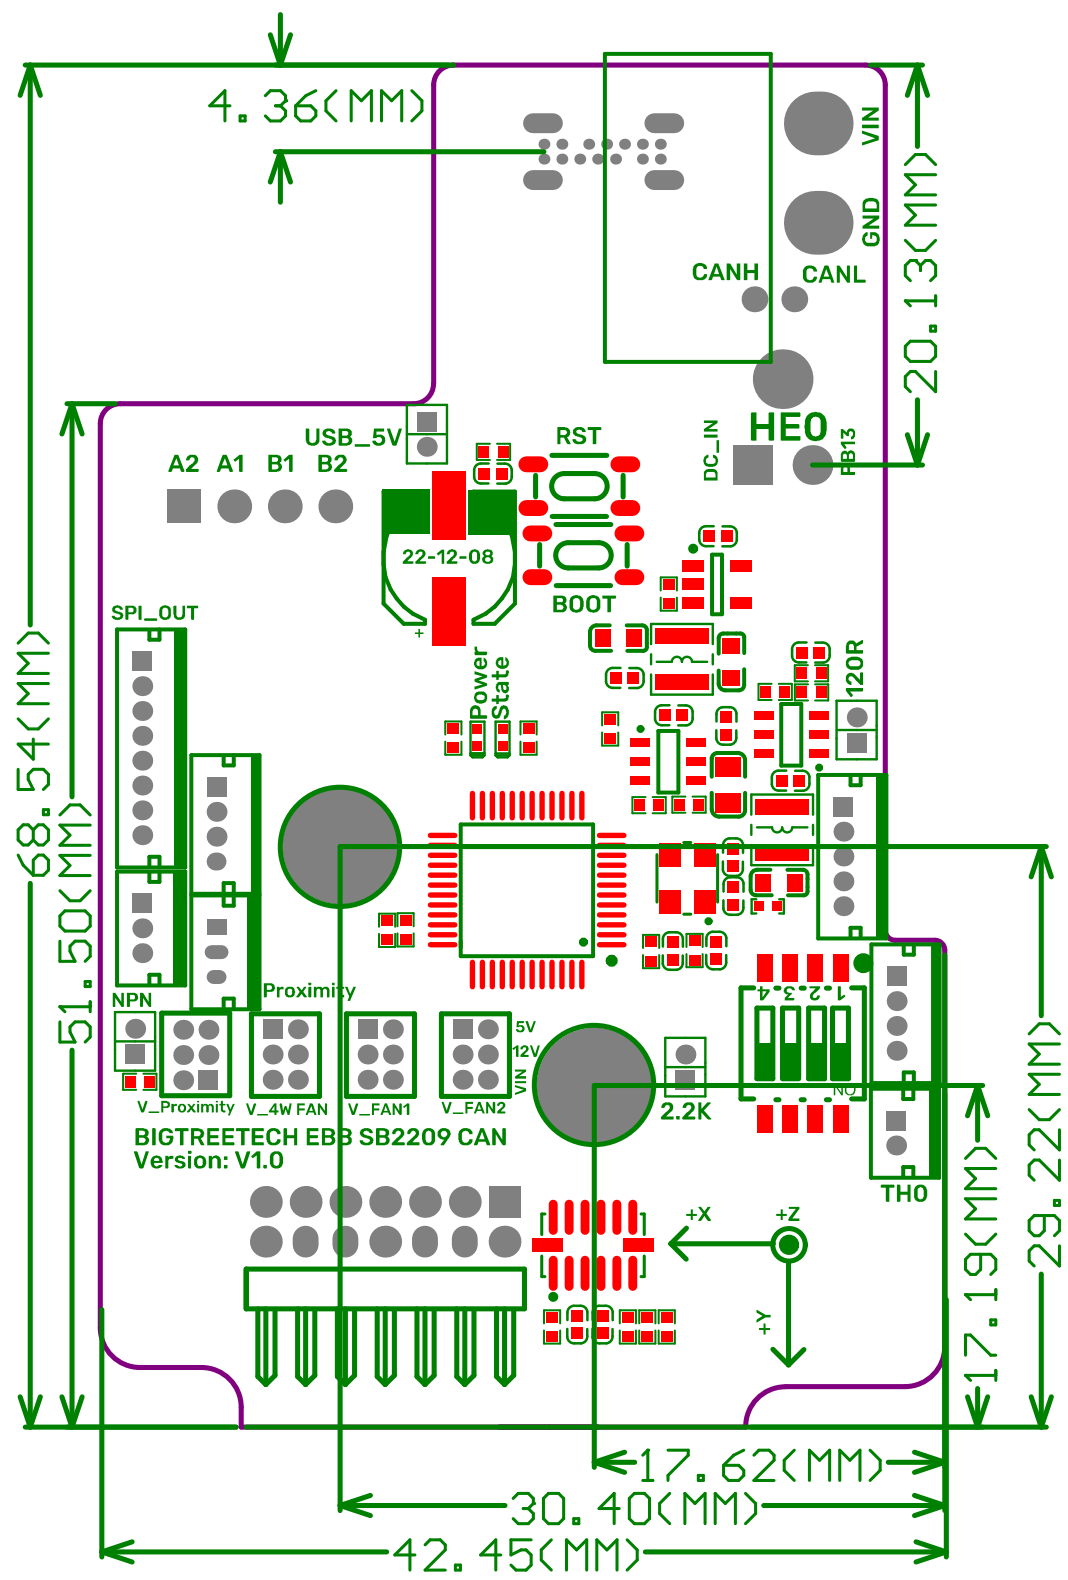 4.36(MM)
VIN
GND
20.13(MM)
CANH
CANL
HE0
DC_IN
PB13
USB_5V
RST
A2 A1 B1 B2
22-12-08
+
BOOT
SPI_OUT
Power
State
120R
68.54(MM)
51.50(MM)
NPN
Proximity
4 3 2 1
ON
5V
12V
VIN
V_Proximity
V_4W FAN
V_FAN1
V_FAN2
2.2K
BIGTREETECH EBB SB2209 CAN
Version: V1.0
TH0
+X
+Z
+Y
29.22(MM)
17.19(MM)
17.62(MM)
30.40(MM)
42.45(MM)